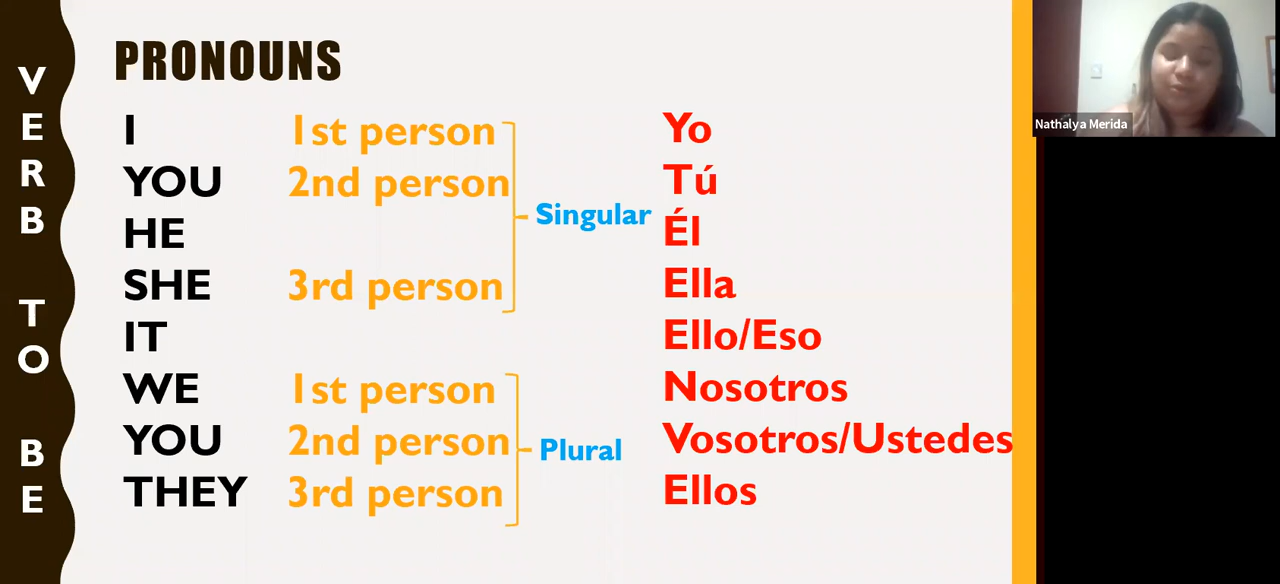 VERB TO BE
PRONOUNS
I 1st person Yo
YOU 2nd person Tú
Singular
HE Él
SHE 3rd person Ella
IT Ello/Eso
WE 1st person Nosotros
YOU 2nd person Vosotros/Ustedes
Plural
THEY 3rd person Ellos
Nathalya Merida